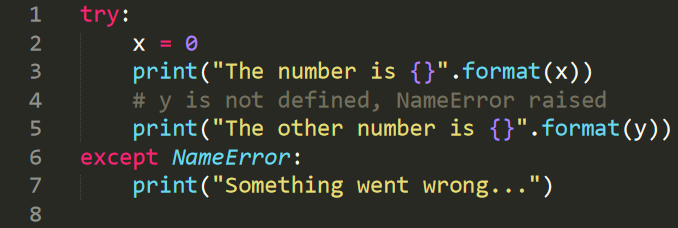 1 try:
2     x = 0
3     print("The number is {}".format(x))
4     # y is not defined, NameError raised
5     print("The other number is {}".format(y))
6 except NameError:
7     print("Something went wrong...")
8